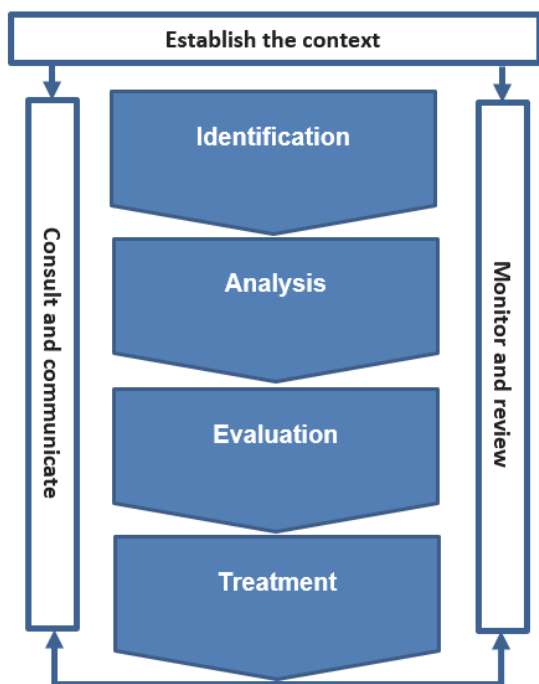 Establish the context
Identification
Analysis
Evaluation
Treatment
Consult and communicate
Monitor and review